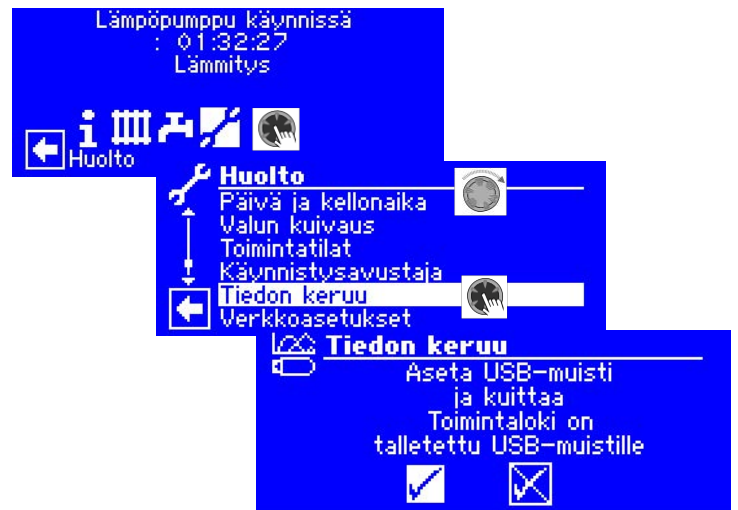 Lämpöpumppu käynnissä
: 01:32:27
Lämmitys
Huolto
Huolto
Päivä ja kellonaika
Valun kuivaus
Toimintatilat
Käynnistysavustaja
Tiedon keruu
Verkkoasetukset
Tiedon keruu
Aseta USB-muisti
ja kuittaa
Toimintaloki on
talletettu USB-muistille